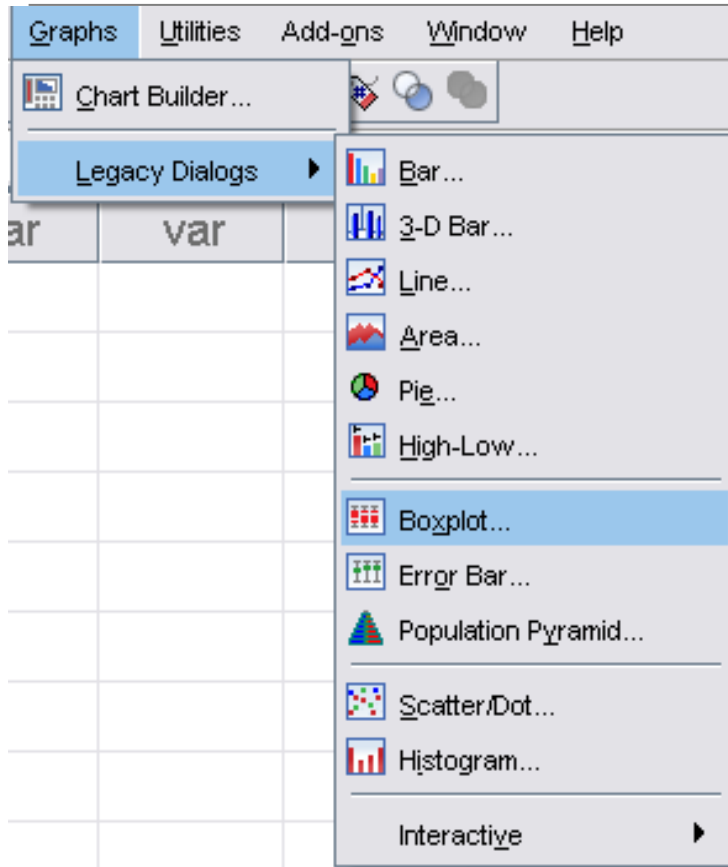 Graphs Utilities Add-ons Window Help
Chart Builder...
Legacy Dialogs
ar var
Bar...
3-D Bar...
Line...
Area...
Pie...
High-Low...
Boxplot...
Error Bar...
Population Pyramid...
Scatter/Dot...
Histogram...
Interactive